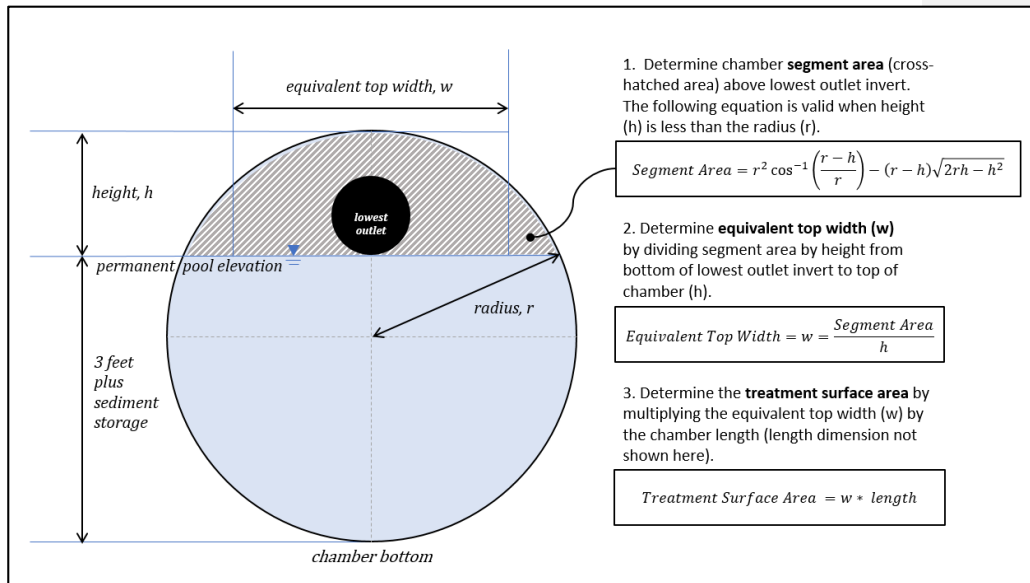 equivalent top width, w
height, h
lowest
outlet
permanent pool elevation
radius, r
3 feet
plus
sediment
storage
chamber bottom
1. Determine chamber segment area (cross-
hatched area) above lowest outlet invert.
The following equation is valid when height
(h) is less than the radius (r).
Segment Area = r² cos⁻¹ ((r − h)/r) − (r − h)√(2rh − h²)
2. Determine equivalent top width (w)
by dividing segment area by height from
bottom of lowest outlet invert to top of
chamber (h).
Equivalent Top Width = w = Segment Area / h
3. Determine the treatment surface area by
multiplying the equivalent top width (w) by
the chamber length (length dimension not
shown here).
Treatment Surface Area = w * length